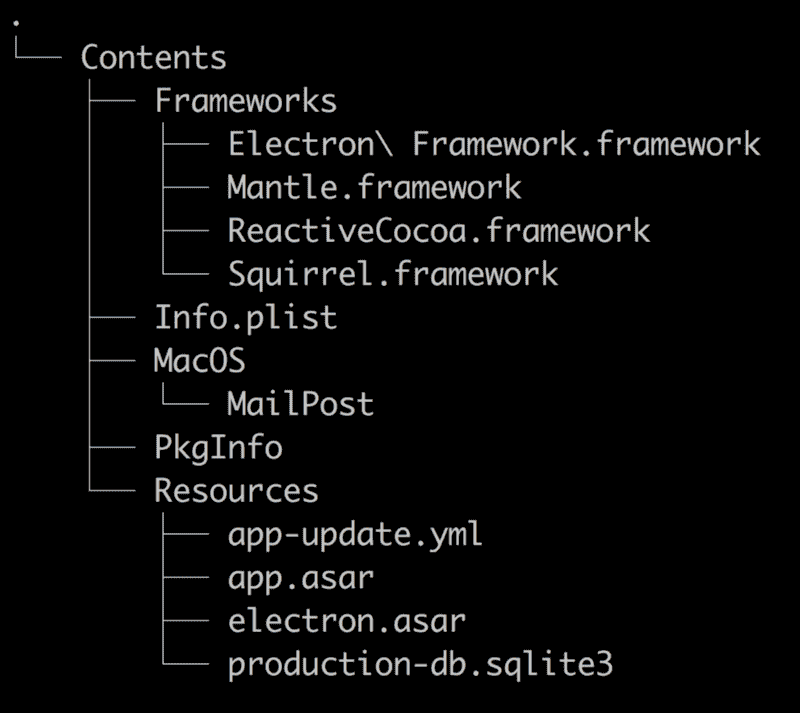 .
Contents
Frameworks
Electron\ Framework.framework
Mantle.framework
ReactiveCocoa.framework
Squirrel.framework
Info.plist
MacOS
MailPost
PkgInfo
Resources
app-update.yml
app.asar
electron.asar
production-db.sqlite3